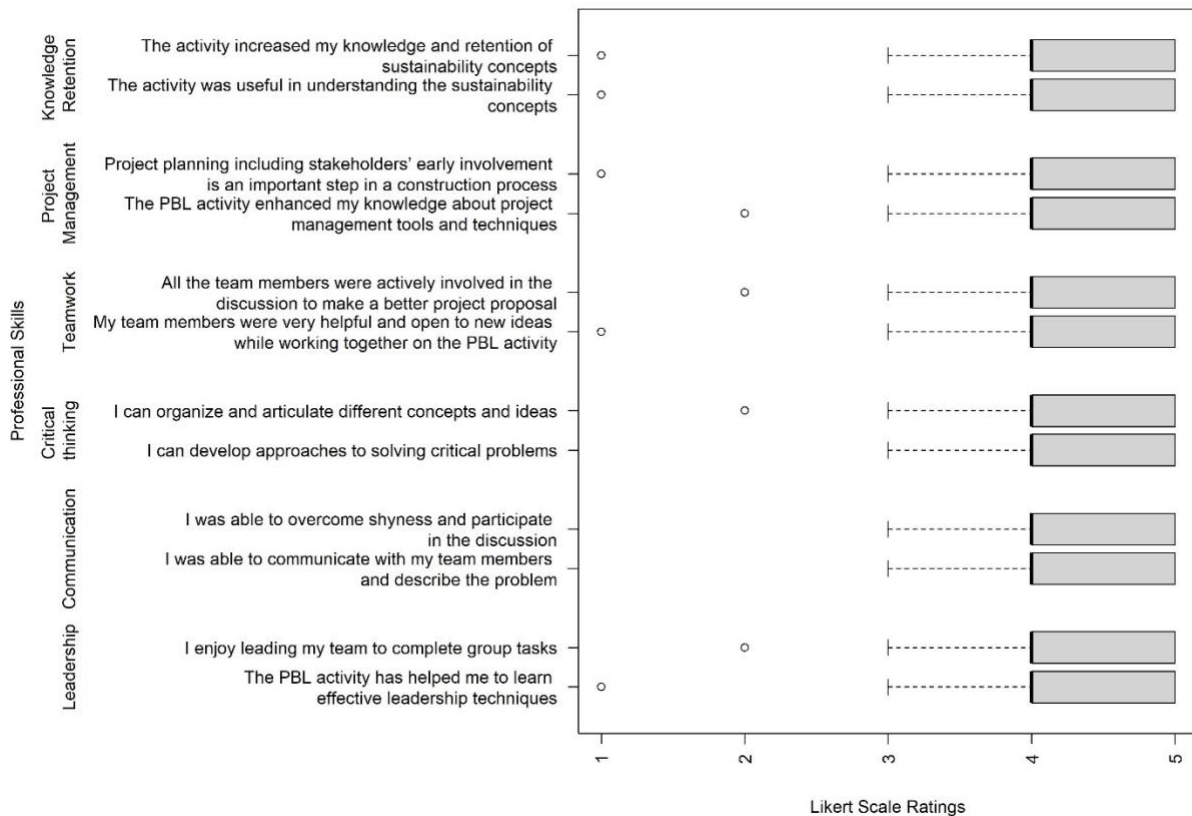 Professional Skills
Knowledge
Retention
The activity increased my knowledge and retention of
sustainability concepts
The activity was useful in understanding the sustainability
concepts
Project
Management
Project planning including stakeholders’ early involvement
is an important step in a construction process
The PBL activity enhanced my knowledge about project
management tools and techniques
Teamwork
All the team members were actively involved in the
discussion to make a better project proposal
My team members were very helpful and open to new ideas
while working together on the PBL activity
Critical
thinking
I can organize and articulate different concepts and ideas
I can develop approaches to solving critical problems
Communication
I was able to overcome shyness and participate
in the discussion
I was able to communicate with my team members
and describe the problem
Leadership
I enjoy leading my team to complete group tasks
The PBL activity has helped me to learn
effective leadership techniques
1 2 3 4 5
Likert Scale Ratings